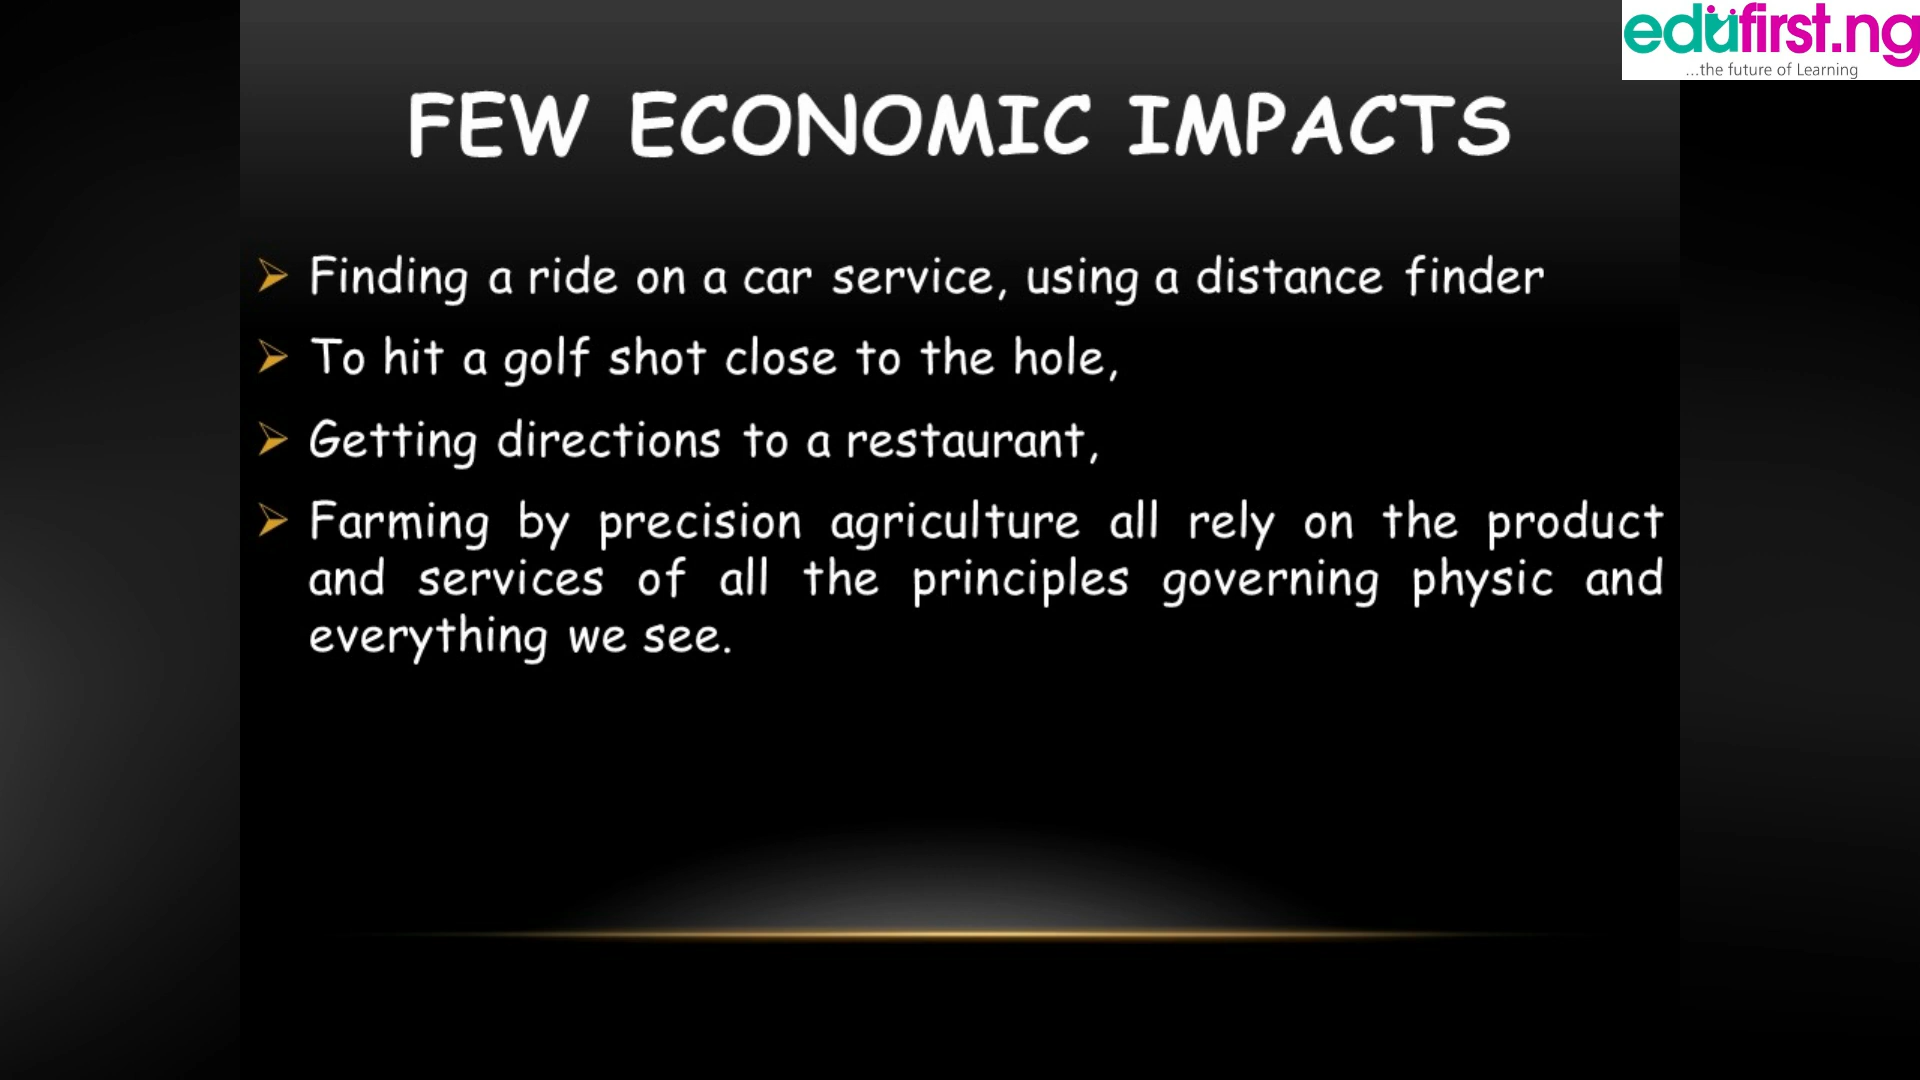 edufirst.ng
...the future of Learning
FEW ECONOMIC IMPACTS
Finding a ride on a car service, using a distance finder
To hit a golf shot close to the hole,
Getting directions to a restaurant,
Farming by precision agriculture all rely on the product
and services of all the principles governing physic and
everything we see.